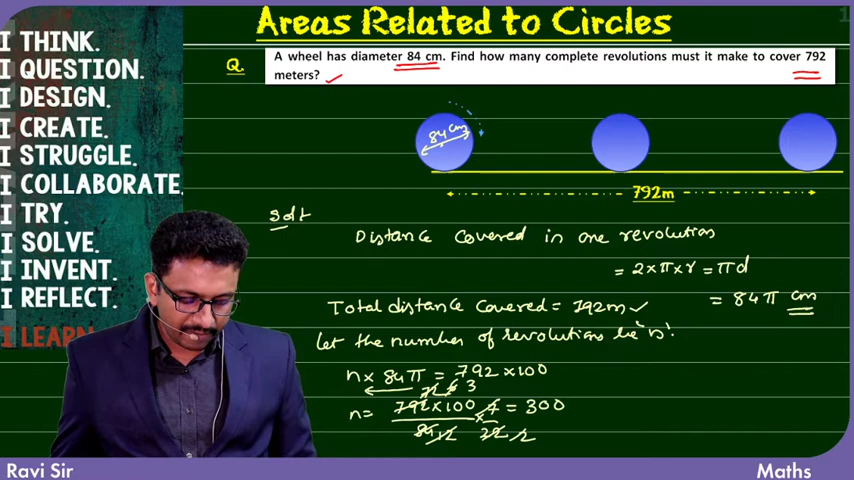 Areas Related to Circles
Q.
A wheel has diameter 84 cm. Find how many complete revolutions must it make to cover 792
meters?
I THINK.
I QUESTION.
I DESIGN.
I CREATE.
I STRUGGLE.
I COLLABORATE.
I TRY.
I SOLVE.
I INVENT.
I REFLECT.
I LEARN
84 cm
792m
Distance Covered in one revolution
= 2×π×r = πd
= 84π cm
Total distance covered = 792m
Let the number of revolutions be 'n'.
n× 84π = 792×100
n= 792×100 × 7 = 300
Ravi Sir
Maths